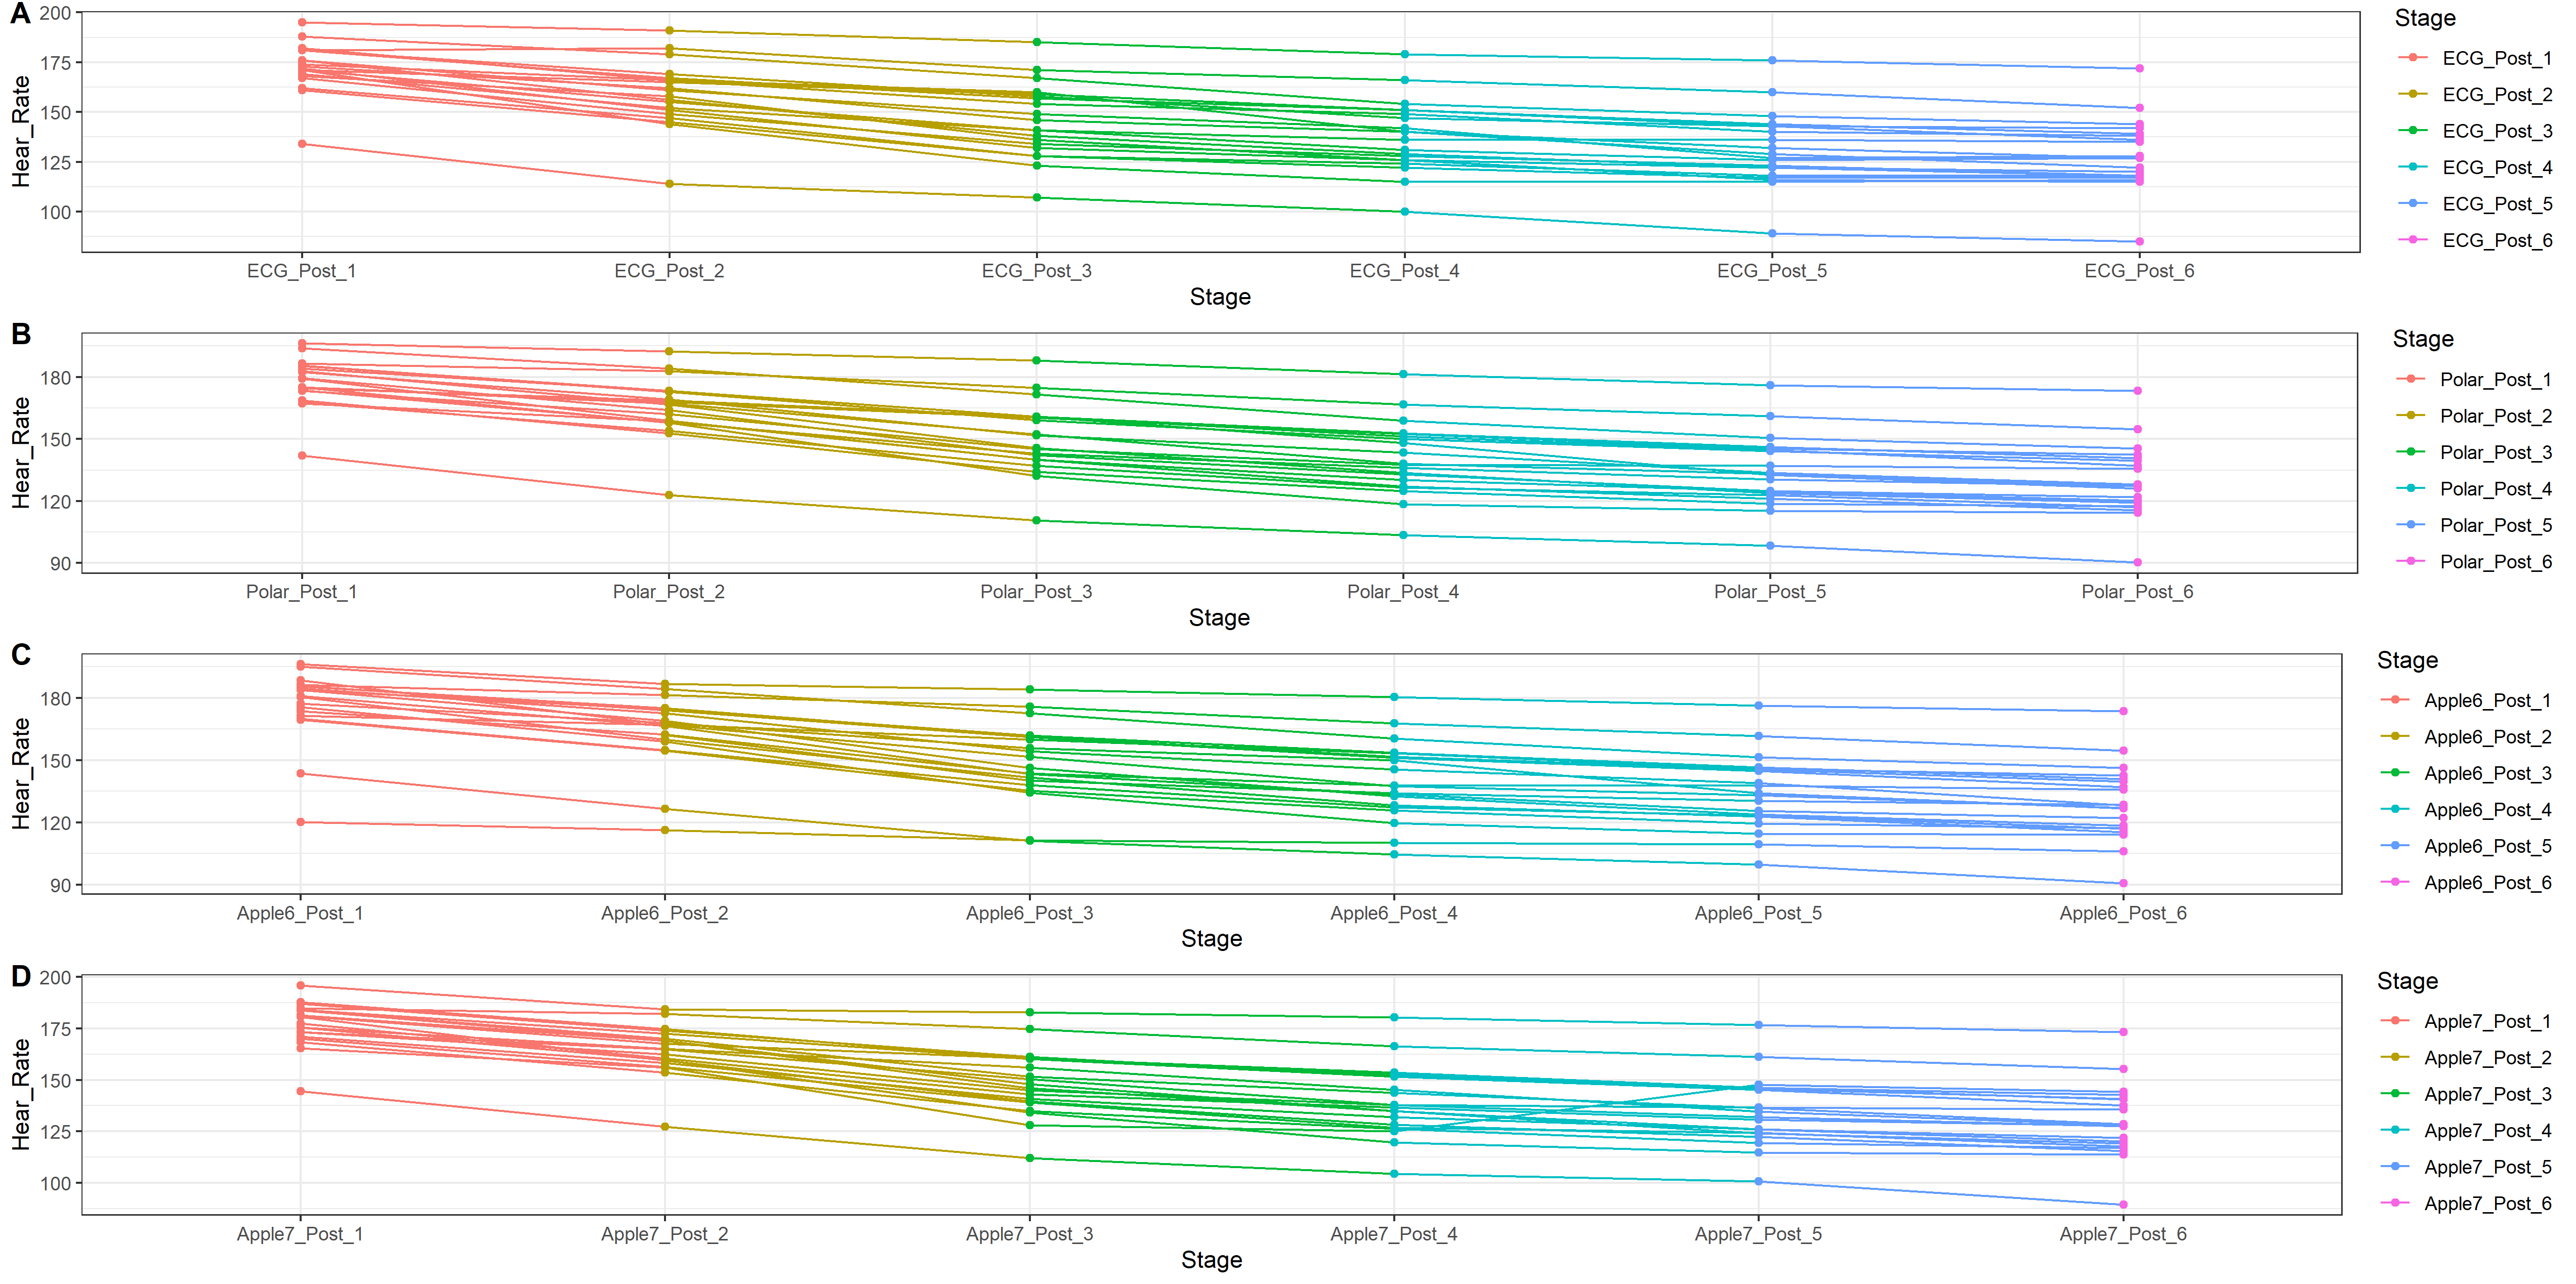 A
Hear_Rate
200
175
150
125
100
ECG_Post_1 ECG_Post_2 ECG_Post_3 ECG_Post_4 ECG_Post_5 ECG_Post_6
Stage
Stage
ECG_Post_1
ECG_Post_2
ECG_Post_3
ECG_Post_4
ECG_Post_5
ECG_Post_6
B
Hear_Rate
180
150
120
90
Polar_Post_1 Polar_Post_2 Polar_Post_3 Polar_Post_4 Polar_Post_5 Polar_Post_6
Stage
Stage
Polar_Post_1
Polar_Post_2
Polar_Post_3
Polar_Post_4
Polar_Post_5
Polar_Post_6
C
Hear_Rate
180
150
120
90
Apple6_Post_1 Apple6_Post_2 Apple6_Post_3 Apple6_Post_4 Apple6_Post_5 Apple6_Post_6
Stage
Stage
Apple6_Post_1
Apple6_Post_2
Apple6_Post_3
Apple6_Post_4
Apple6_Post_5
Apple6_Post_6
D
Hear_Rate
200
175
150
125
100
Apple7_Post_1 Apple7_Post_2 Apple7_Post_3 Apple7_Post_4 Apple7_Post_5 Apple7_Post_6
Stage
Stage
Apple7_Post_1
Apple7_Post_2
Apple7_Post_3
Apple7_Post_4
Apple7_Post_5
Apple7_Post_6